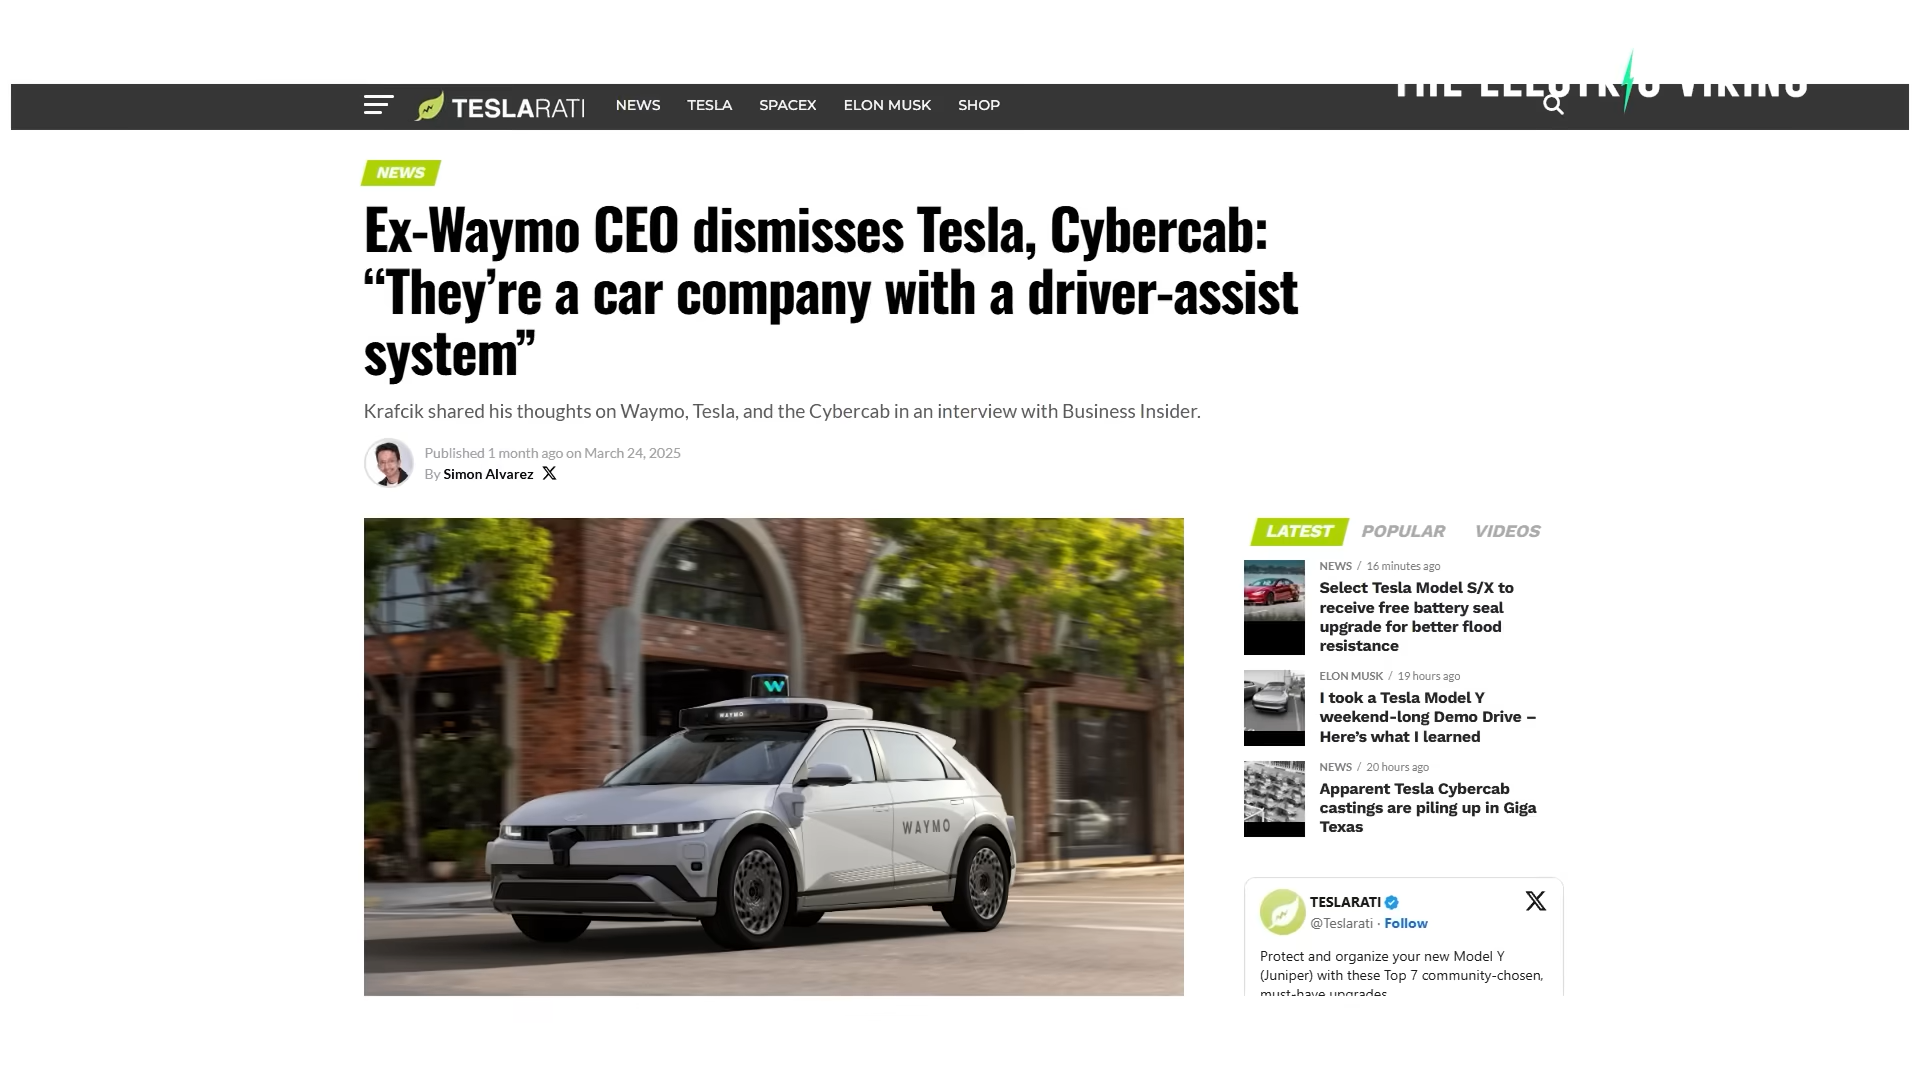 THE ELECTRIC VIKING
TESLARATI
NEWS
TESLA
SPACEX
ELON MUSK
SHOP
NEWS
Ex-Waymo CEO dismisses Tesla, Cybercab:
“They’re a car company with a driver-assist
system”
Krafcik shared his thoughts on Waymo, Tesla, and the Cybercab in an interview with Business Insider.
Published 1 month ago on March 24, 2025
By Simon Alvarez
W
WAYMO
WAYMO
LATEST
POPULAR
VIDEOS
NEWS / 16 minutes ago
Select Tesla Model S/X to
receive free battery seal
upgrade for better flood
resistance
ELON MUSK / 19 hours ago
I took a Tesla Model Y
weekend-long Demo Drive –
Here’s what I learned
NEWS / 20 hours ago
Apparent Tesla Cybercab
castings are piling up in Giga
Texas
TESLARATI
@Teslarati · Follow
Protect and organize your new Model Y
(Juniper) with these Top 7 community-chosen,
must-have upgrades